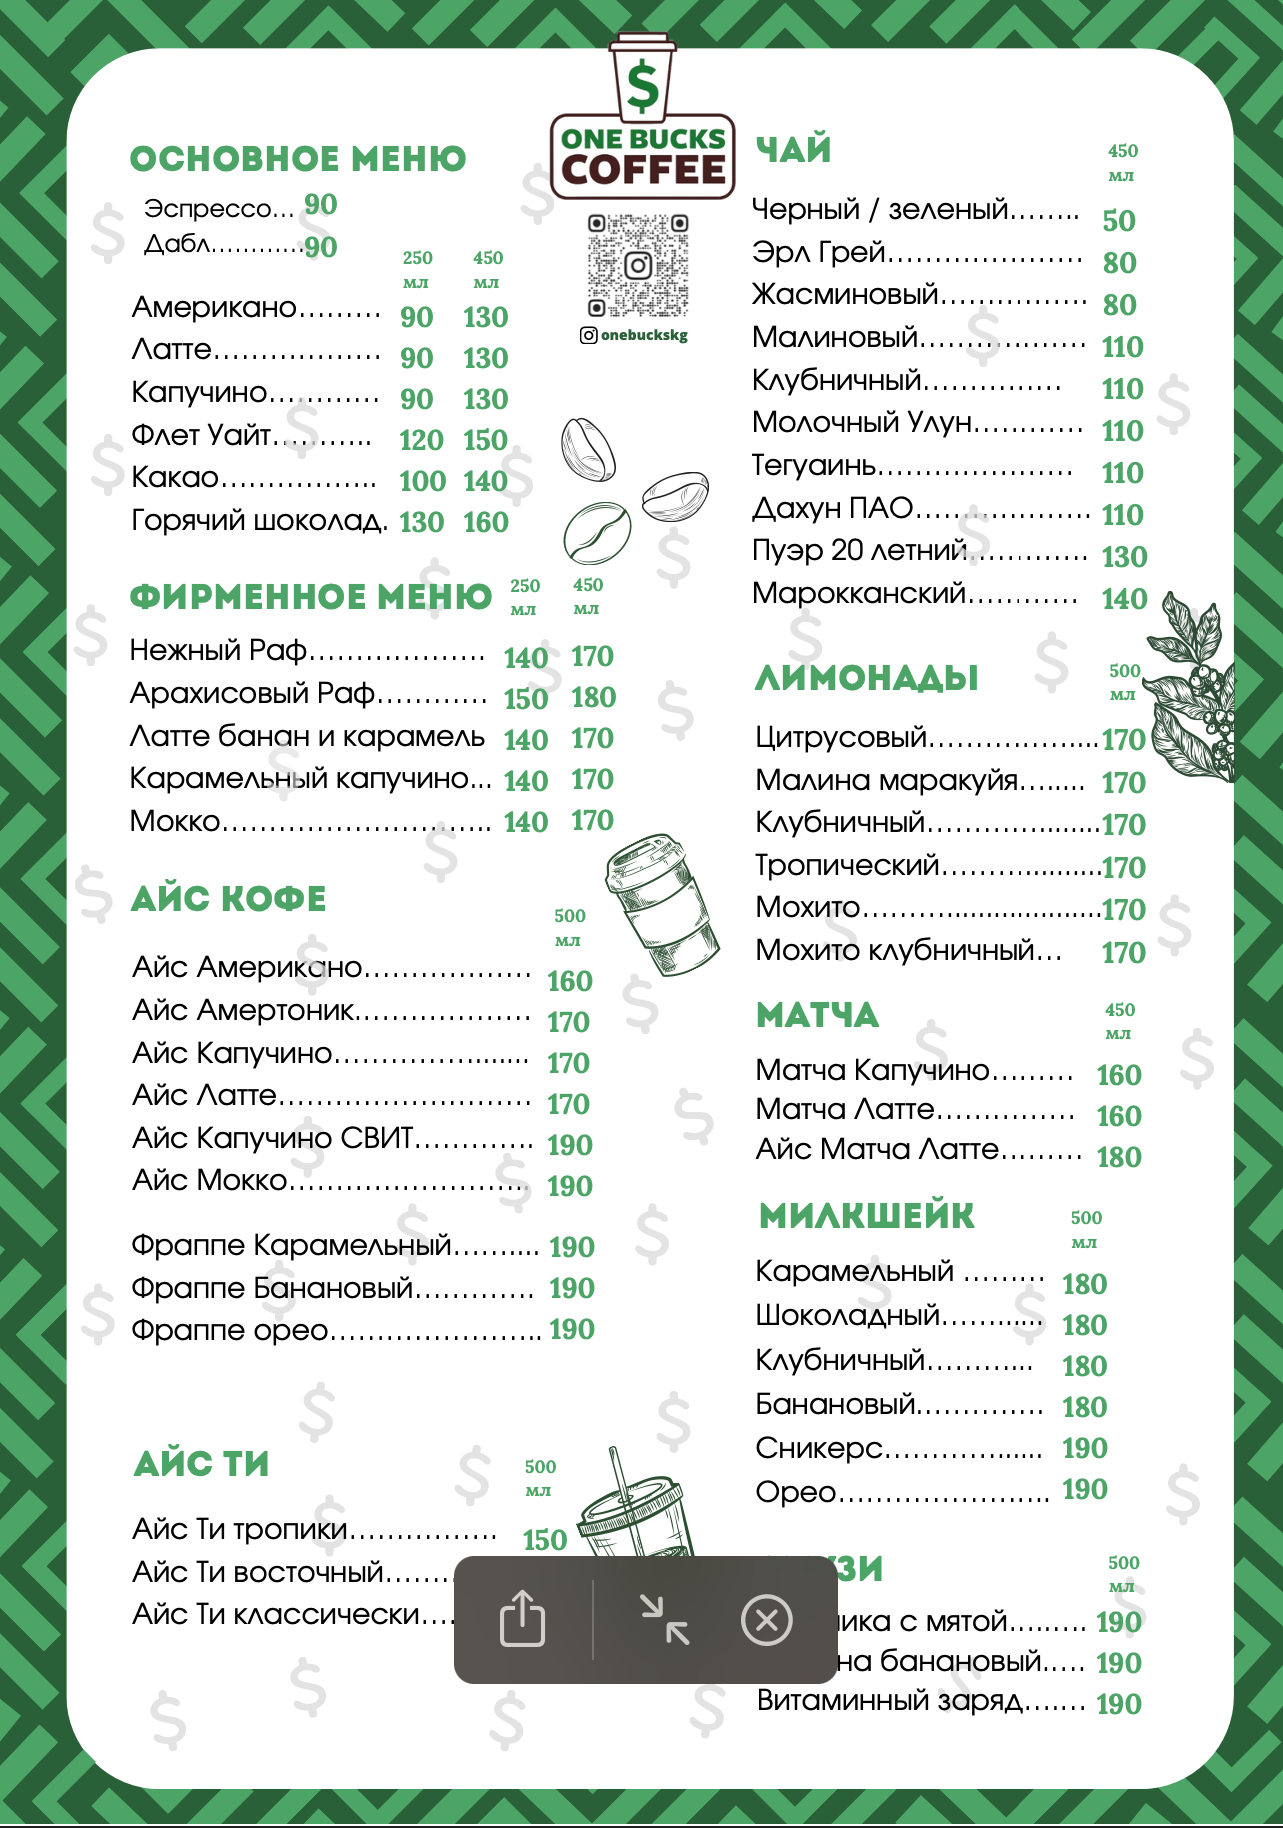 ONE BUCKS
COFFEE
onebuckskg
ОСНОВНОЕ МЕНЮ
Эспрессо... 90
Дабл............90
250 мл 450 мл
Американо......... 90 130
Латте................. 90 130
Капучино............ 90 130
Флет Уайт........... 120 150
Какао................ 100 140
Горячий шоколад. 130 160
ФИРМЕННОЕ МЕНЮ 250 мл 450 мл
Нежный Раф................... 140 170
Арахисовый Раф............ 150 180
Латте банан и карамель 140 170
Карамельный капучино... 140 170
Мокко............................. 140 170
АЙС КОФЕ
500 мл
Айс Американо.................. 160
Айс Амертоник................... 170
Айс Капучино..................... 170
Айс Латте........................... 170
Айс Капучино СВИТ............. 190
Айс Мокко.......................... 190
Фраппе Карамельный.......... 190
Фраппе Банановый............. 190
Фраппе орео....................... 190
АЙС ТИ
500 мл
Айс Ти тропики................ 150
Айс Ти восточный.......
Айс Ти классически....
ЧАЙ
450 мл
Черный / зеленый........ 50
Эрл Грей..................... 80
Жасминовый................ 80
Малиновый.................. 110
Клубничный............... 110
Молочный Улун............ 110
Тегуаинь..................... 110
Дахун ПАО................... 110
Пуэр 20 летний............. 130
Марокканский............ 140
ЛИМОНАДЫ
500 мл
Цитрусовый...................170
Малина маракуйя........ 170
Клубничный...................170
Тропический..................170
Мохито..........................170
Мохито клубничный... 170
МАТЧА
450 мл
Матча Капучино......... 160
Матча Латте............... 160
Айс Матча Латте......... 180
МИЛКШЕЙК
500 мл
Карамельный ......... 180
Шоколадный........... 180
Клубничный............ 180
Банановый.............. 180
Сникерс.................. 190
Орео....................... 190
500 мл
с мятой......... 190
банановый..... 190
Витаминный заряд....... 190